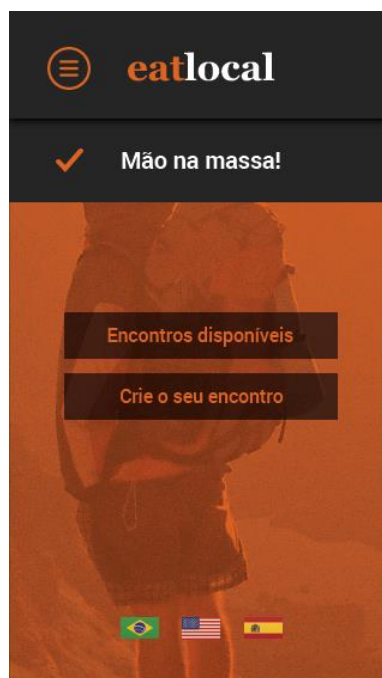 eatlocal
Mão na massa!
Encontros disponíveis
Crie o seu encontro